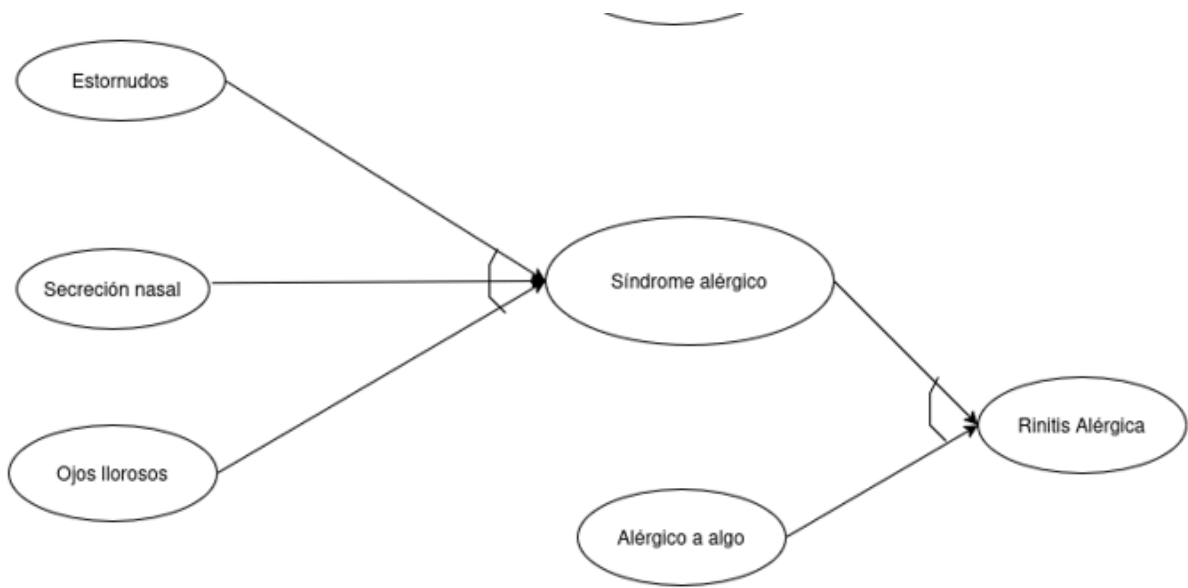 Estornudos
Síndrome alérgico
Secreción nasal
Rinitis Alérgica
Ojos llorosos
Alérgico a algo